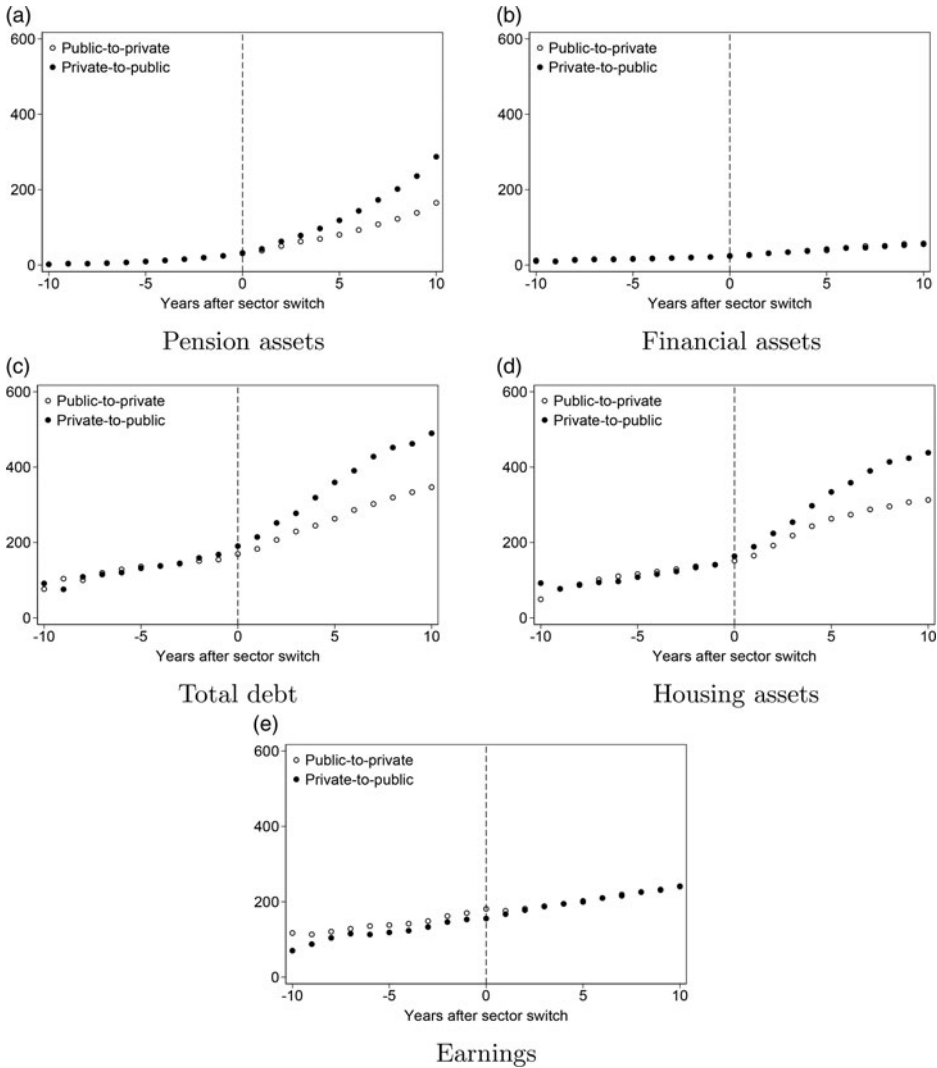 (a)
600
400
200
0
Public-to-private
Private-to-public
-10 -5 0 5 10
Years after sector switch
Pension assets
(b)
600
400
200
0
Public-to-private
Private-to-public
-10 -5 0 5 10
Years after sector switch
Financial assets
(c)
600
400
200
0
Public-to-private
Private-to-public
-10 -5 0 5 10
Years after sector switch
Total debt
(d)
600
400
200
0
Public-to-private
Private-to-public
-10 -5 0 5 10
Years after sector switch
Housing assets
(e)
600
400
200
0
Public-to-private
Private-to-public
-10 -5 0 5 10
Years after sector switch
Earnings